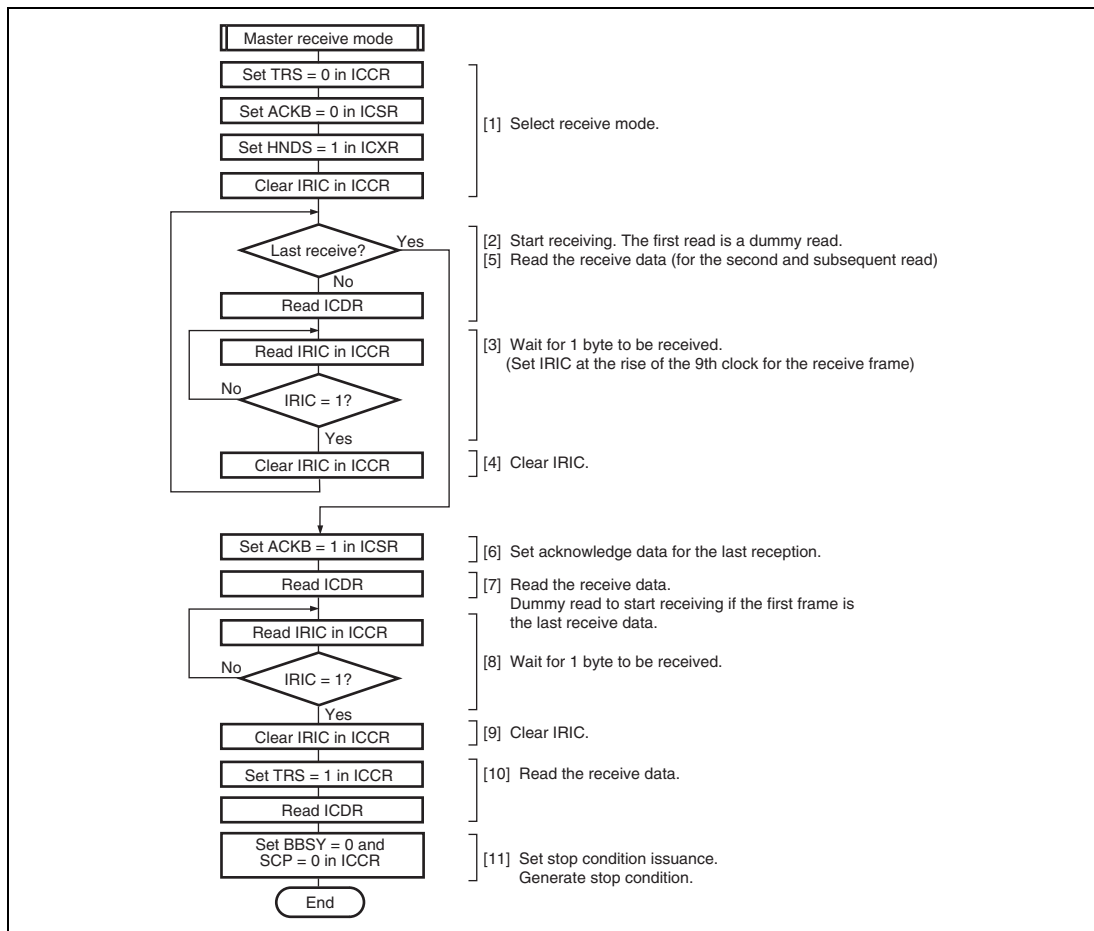 Master receive mode
Set TRS = 0 in ICCR
Set ACKB = 0 in ICSR
[1] Select receive mode.
Set HNDS = 1 in ICXR
Clear IRIC in ICCR
Last receive?
Yes
[2] Start receiving. The first read is a dummy read.
[5] Read the receive data (for the second and subsequent read)
No
Read ICDR
Read IRIC in ICCR
[3] Wait for 1 byte to be received.
(Set IRIC at the rise of the 9th clock for the receive frame)
No
IRIC = 1?
Yes
Clear IRIC in ICCR
[4] Clear IRIC.
Set ACKB = 1 in ICSR
[6] Set acknowledge data for the last reception.
Read ICDR
[7] Read the receive data.
Dummy read to start receiving if the first frame is
the last receive data.
Read IRIC in ICCR
[8] Wait for 1 byte to be received.
No
IRIC = 1?
Yes
Clear IRIC in ICCR
[9] Clear IRIC.
Set TRS = 1 in ICCR
[10] Read the receive data.
Read ICDR
Set BBSY = 0 and
SCP = 0 in ICCR
[11] Set stop condition issuance.
Generate stop condition.
End